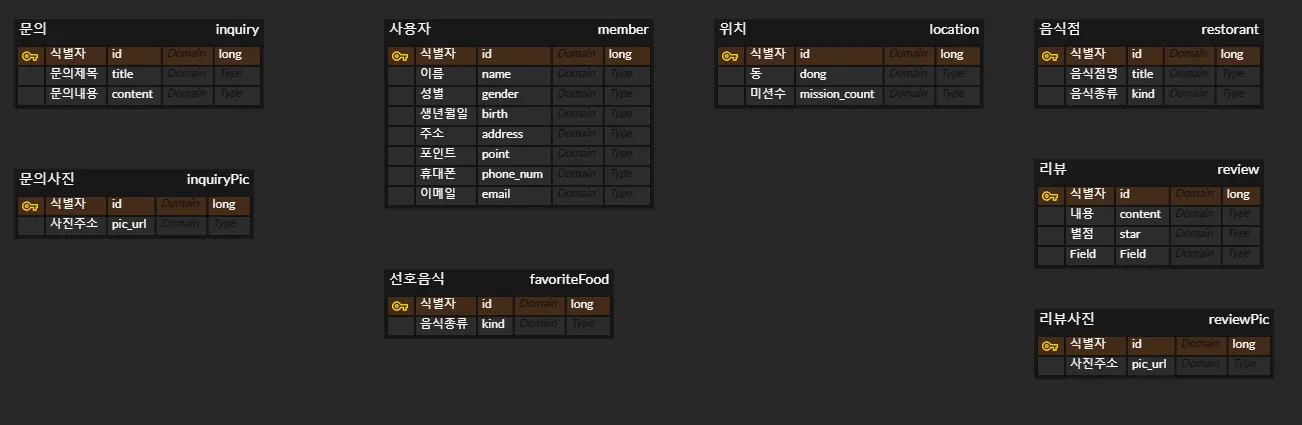 문의 inquiry
식별자 id Domain long
문의제목 title Domain Type
문의내용 content Domain Type
문의사진 inquiryPic
식별자 id Domain long
사진주소 pic_url Domain Type
사용자 member
식별자 id Domain long
이름 name Domain Type
성별 gender Domain Type
생년월일 birth Domain Type
주소 address Domain Type
포인트 point Domain Type
휴대폰 phone_num Domain Type
이메일 email Domain Type
선호음식 favoriteFood
식별자 id Domain long
음식종류 kind Domain Type
위치 location
식별자 id Domain long
동 dong Domain Type
미션수 mission_count Domain Type
음식점 restorant
식별자 id Domain long
음식점명 title Domain Type
음식종류 kind Domain Type
리뷰 review
식별자 id Domain long
내용 content Domain Type
별점 star Domain Type
Field Field Domain Type
리뷰사진 reviewPic
식별자 id Domain long
사진주소 pic_url Domain Type